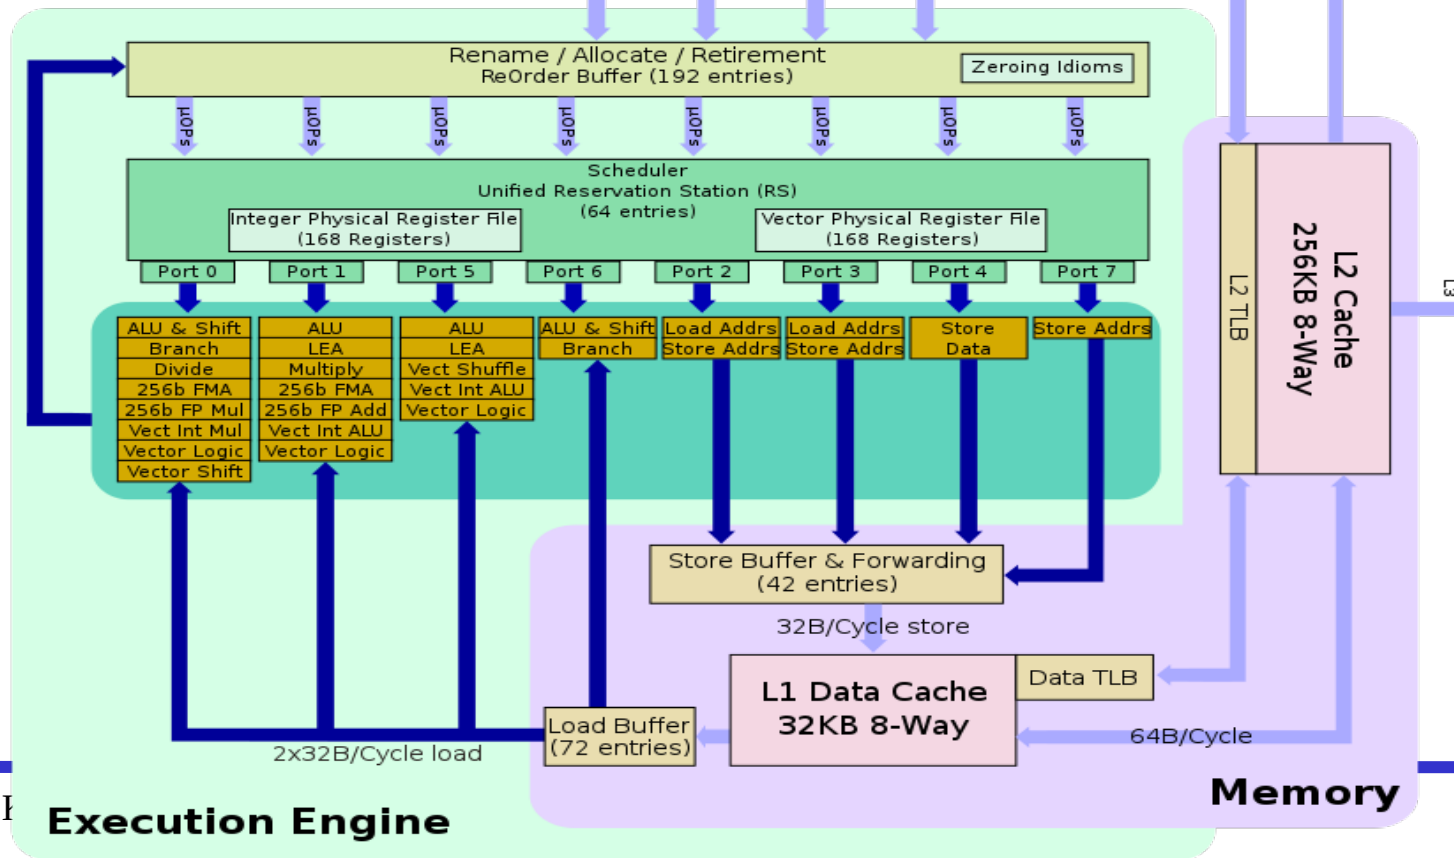 Rename / Allocate / Retirement
ReOrder Buffer (192 entries)
Zeroing Idioms
μOPs
μOPs
μOPs
μOPs
μOPs
μOPs
μOPs
μOPs
Scheduler
Unified Reservation Station (RS)
(64 entries)
Integer Physical Register File
(168 Registers)
Vector Physical Register File
(168 Registers)
Port 0
Port 1
Port 5
Port 6
Port 2
Port 3
Port 4
Port 7
ALU & Shift
Branch
Divide
256b FMA
256b FP Mul
Vect Int Mul
Vector Logic
Vector Shift
ALU
LEA
Multiply
256b FMA
256b FP Add
Vect Int ALU
Vector Logic
ALU
LEA
Vect Shuffle
Vect Int ALU
Vector Logic
ALU & Shift
Branch
Load Addrs
Store Addrs
Load Addrs
Store Addrs
Store
Data
Store Addrs
L2 TLB
L2 Cache
256KB 8-Way
L3
Store Buffer & Forwarding
(42 entries)
32B/Cycle store
L1 Data Cache
32KB 8-Way
Data TLB
Load Buffer
(72 entries)
2x32B/Cycle load
64B/Cycle
Memory
Execution Engine